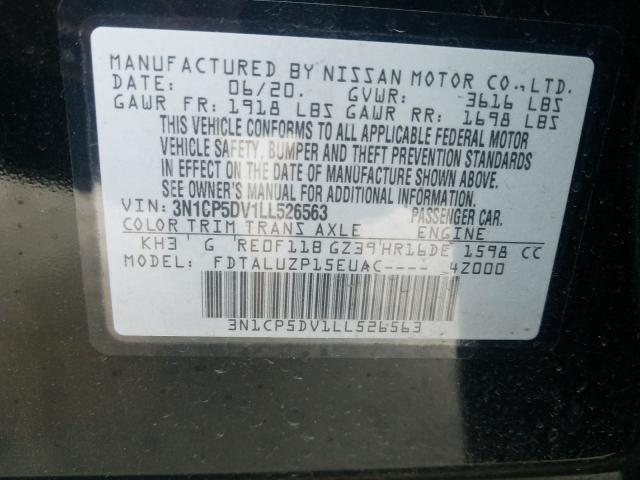 MANUFACTURED BY NISSAN MOTOR CO.,LTD.
DATE: 06/20. GVWR: 3616 LBS
GAWR FR: 1918 LBS GAWR RR: 1698 LBS
THIS VEHICLE CONFORMS TO ALL APPLICABLE FEDERAL MOTOR
VEHICLE SAFETY, BUMPER AND THEFT PREVENTION STANDARDS
IN EFFECT ON THE DATE OF MANUFACTURE SHOWN ABOVE.
SEE OWNER'S MANUAL FOR ADDITIONAL INFORMATION.
VIN: 3N1CP5DV1LL526563 PASSENGER CAR.
COLOR TRIM TRANS AXLE ENGINE
KH3 G RE0F11B GZ39 HR16DE 1598 CC
MODEL: FDTALUZP15EUAC---- 4Z000
3N1CP5DV1LL526563